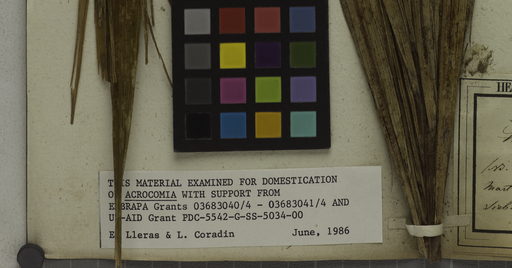 THIS MATERIAL EXAMINED FOR DOMESTICATION
OF ACROCOMIA WITH SUPPORT FROM
EMBRAPA Grants 03683040/4 - 03683041/4 AND
US-AID Grant PDC-5542-G-SS-5034-00
E. Lleras & L. Coradin June, 1986
HE